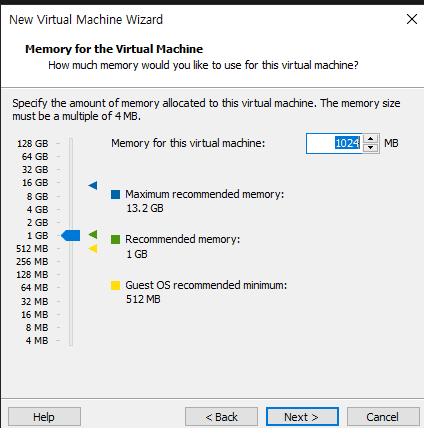 New Virtual Machine Wizard
Memory for the Virtual Machine
How much memory would you like to use for this virtual machine?
Specify the amount of memory allocated to this virtual machine. The memory size
must be a multiple of 4 MB.
Memory for this virtual machine: 1024 MB
128 GB
64 GB
32 GB
16 GB
8 GB
4 GB
2 GB
1 GB
512 MB
256 MB
128 MB
64 MB
32 MB
16 MB
8 MB
4 MB
Maximum recommended memory:
13.2 GB
Recommended memory:
1 GB
Guest OS recommended minimum:
512 MB
Help
< Back
Next >
Cancel